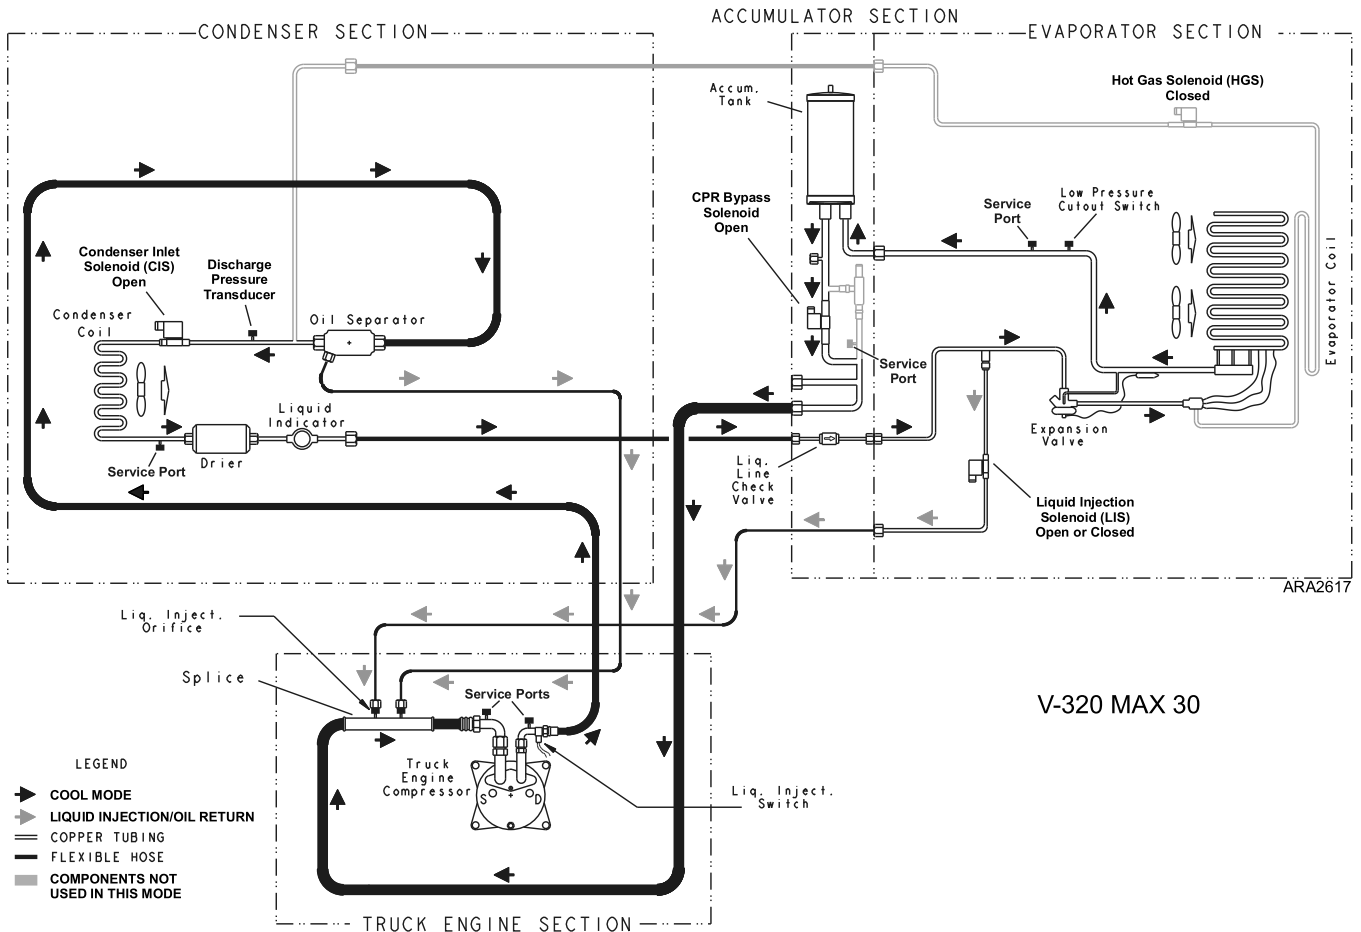 ACCUMULATOR SECTION
CONDENSER SECTION
EVAPORATOR SECTION
Accum.
Tank
Hot Gas Solenoid (HGS)
Closed
CPR Bypass
Solenoid
Open
Service
Port
Low Pressure
Cutout Switch
Condenser Inlet
Solenoid (CIS)
Open
Discharge
Pressure
Transducer
Condenser
Coil
Oil Separator
Evaporator Coil
Service
Port
Liquid
Indicator
Service Port
Drier
Liq.
Line
Check
Valve
Expansion
Valve
Liquid Injection
Solenoid (LIS)
Open or Closed
ARA2617
Liq. Inject.
Orifice
Splice
Service Ports
V-320 MAX 30
Truck
Engine
Compressor
S
D
Liq. Inject.
Switch
LEGEND
COOL MODE
LIQUID INJECTION/OIL RETURN
COPPER TUBING
FLEXIBLE HOSE
COMPONENTS NOT
USED IN THIS MODE
TRUCK ENGINE SECTION